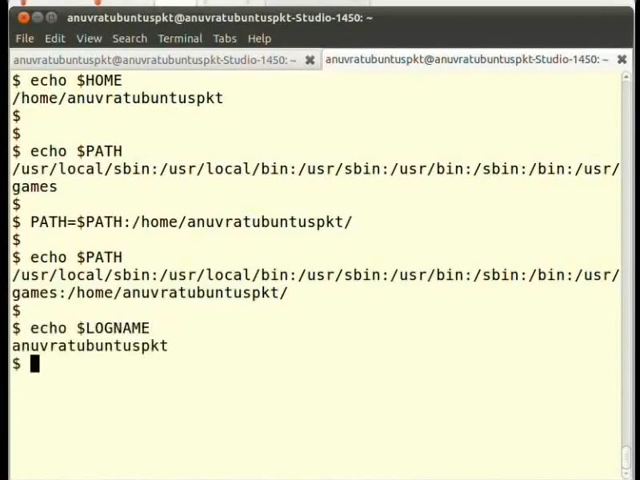 anuvratubuntuspkt@anuvratubuntuspkt-Studio-1450: ~
File Edit View Search Terminal Tabs Help
anuvratubuntuspkt@anuvratubuntuspkt-Studio-1450: ~ anuvratubuntuspkt@anuvratubuntuspkt-Studio-1450: ~
$ echo $HOME
/home/anuvratubuntuspkt
$
$
$ echo $PATH
/usr/local/sbin:/usr/local/bin:/usr/sbin:/usr/bin:/sbin:/bin:/usr/
games
$
$ PATH=$PATH:/home/anuvratubuntuspkt/
$
$ echo $PATH
/usr/local/sbin:/usr/local/bin:/usr/sbin:/usr/bin:/sbin:/bin:/usr/
games:/home/anuvratubuntuspkt/
$
$ echo $LOGNAME
anuvratubuntuspkt
$